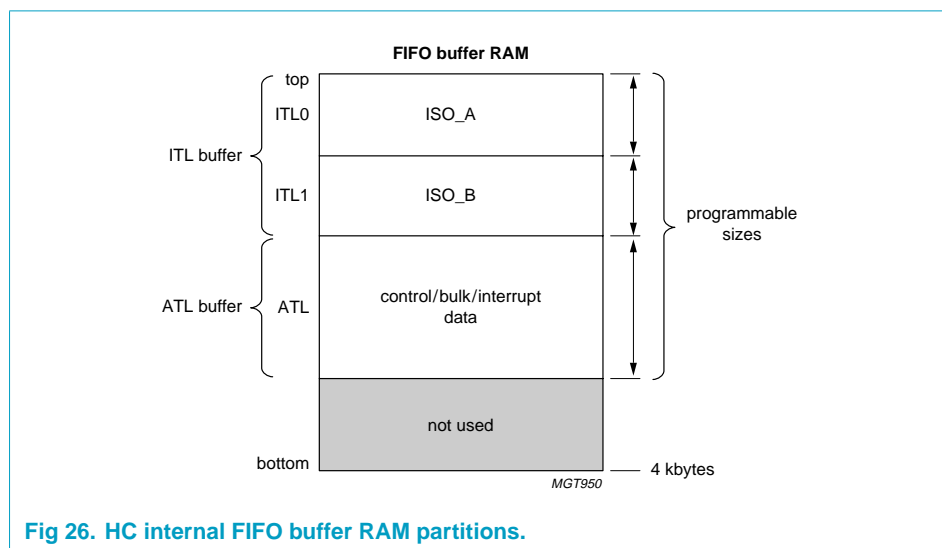 FIFO buffer RAM
top
ITL0
ISO_A
ITL buffer
ITL1
ISO_B
programmable
sizes
ATL buffer
ATL
control/bulk/interrupt
data
not used
bottom
4 kbytes
MGT950
Fig 26. HC internal FIFO buffer RAM partitions.